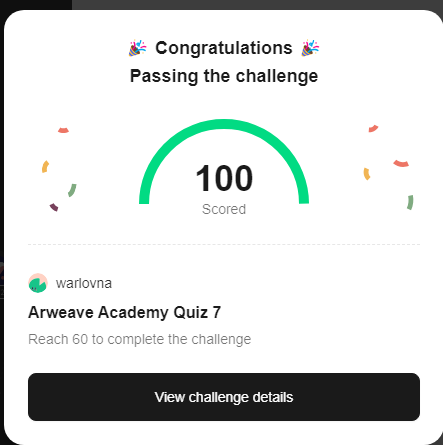 🎉 Congratulations 🎉
Passing the challenge
100
Scored
warlovna
Arweave Academy Quiz 7
Reach 60 to complete the challenge
View challenge details